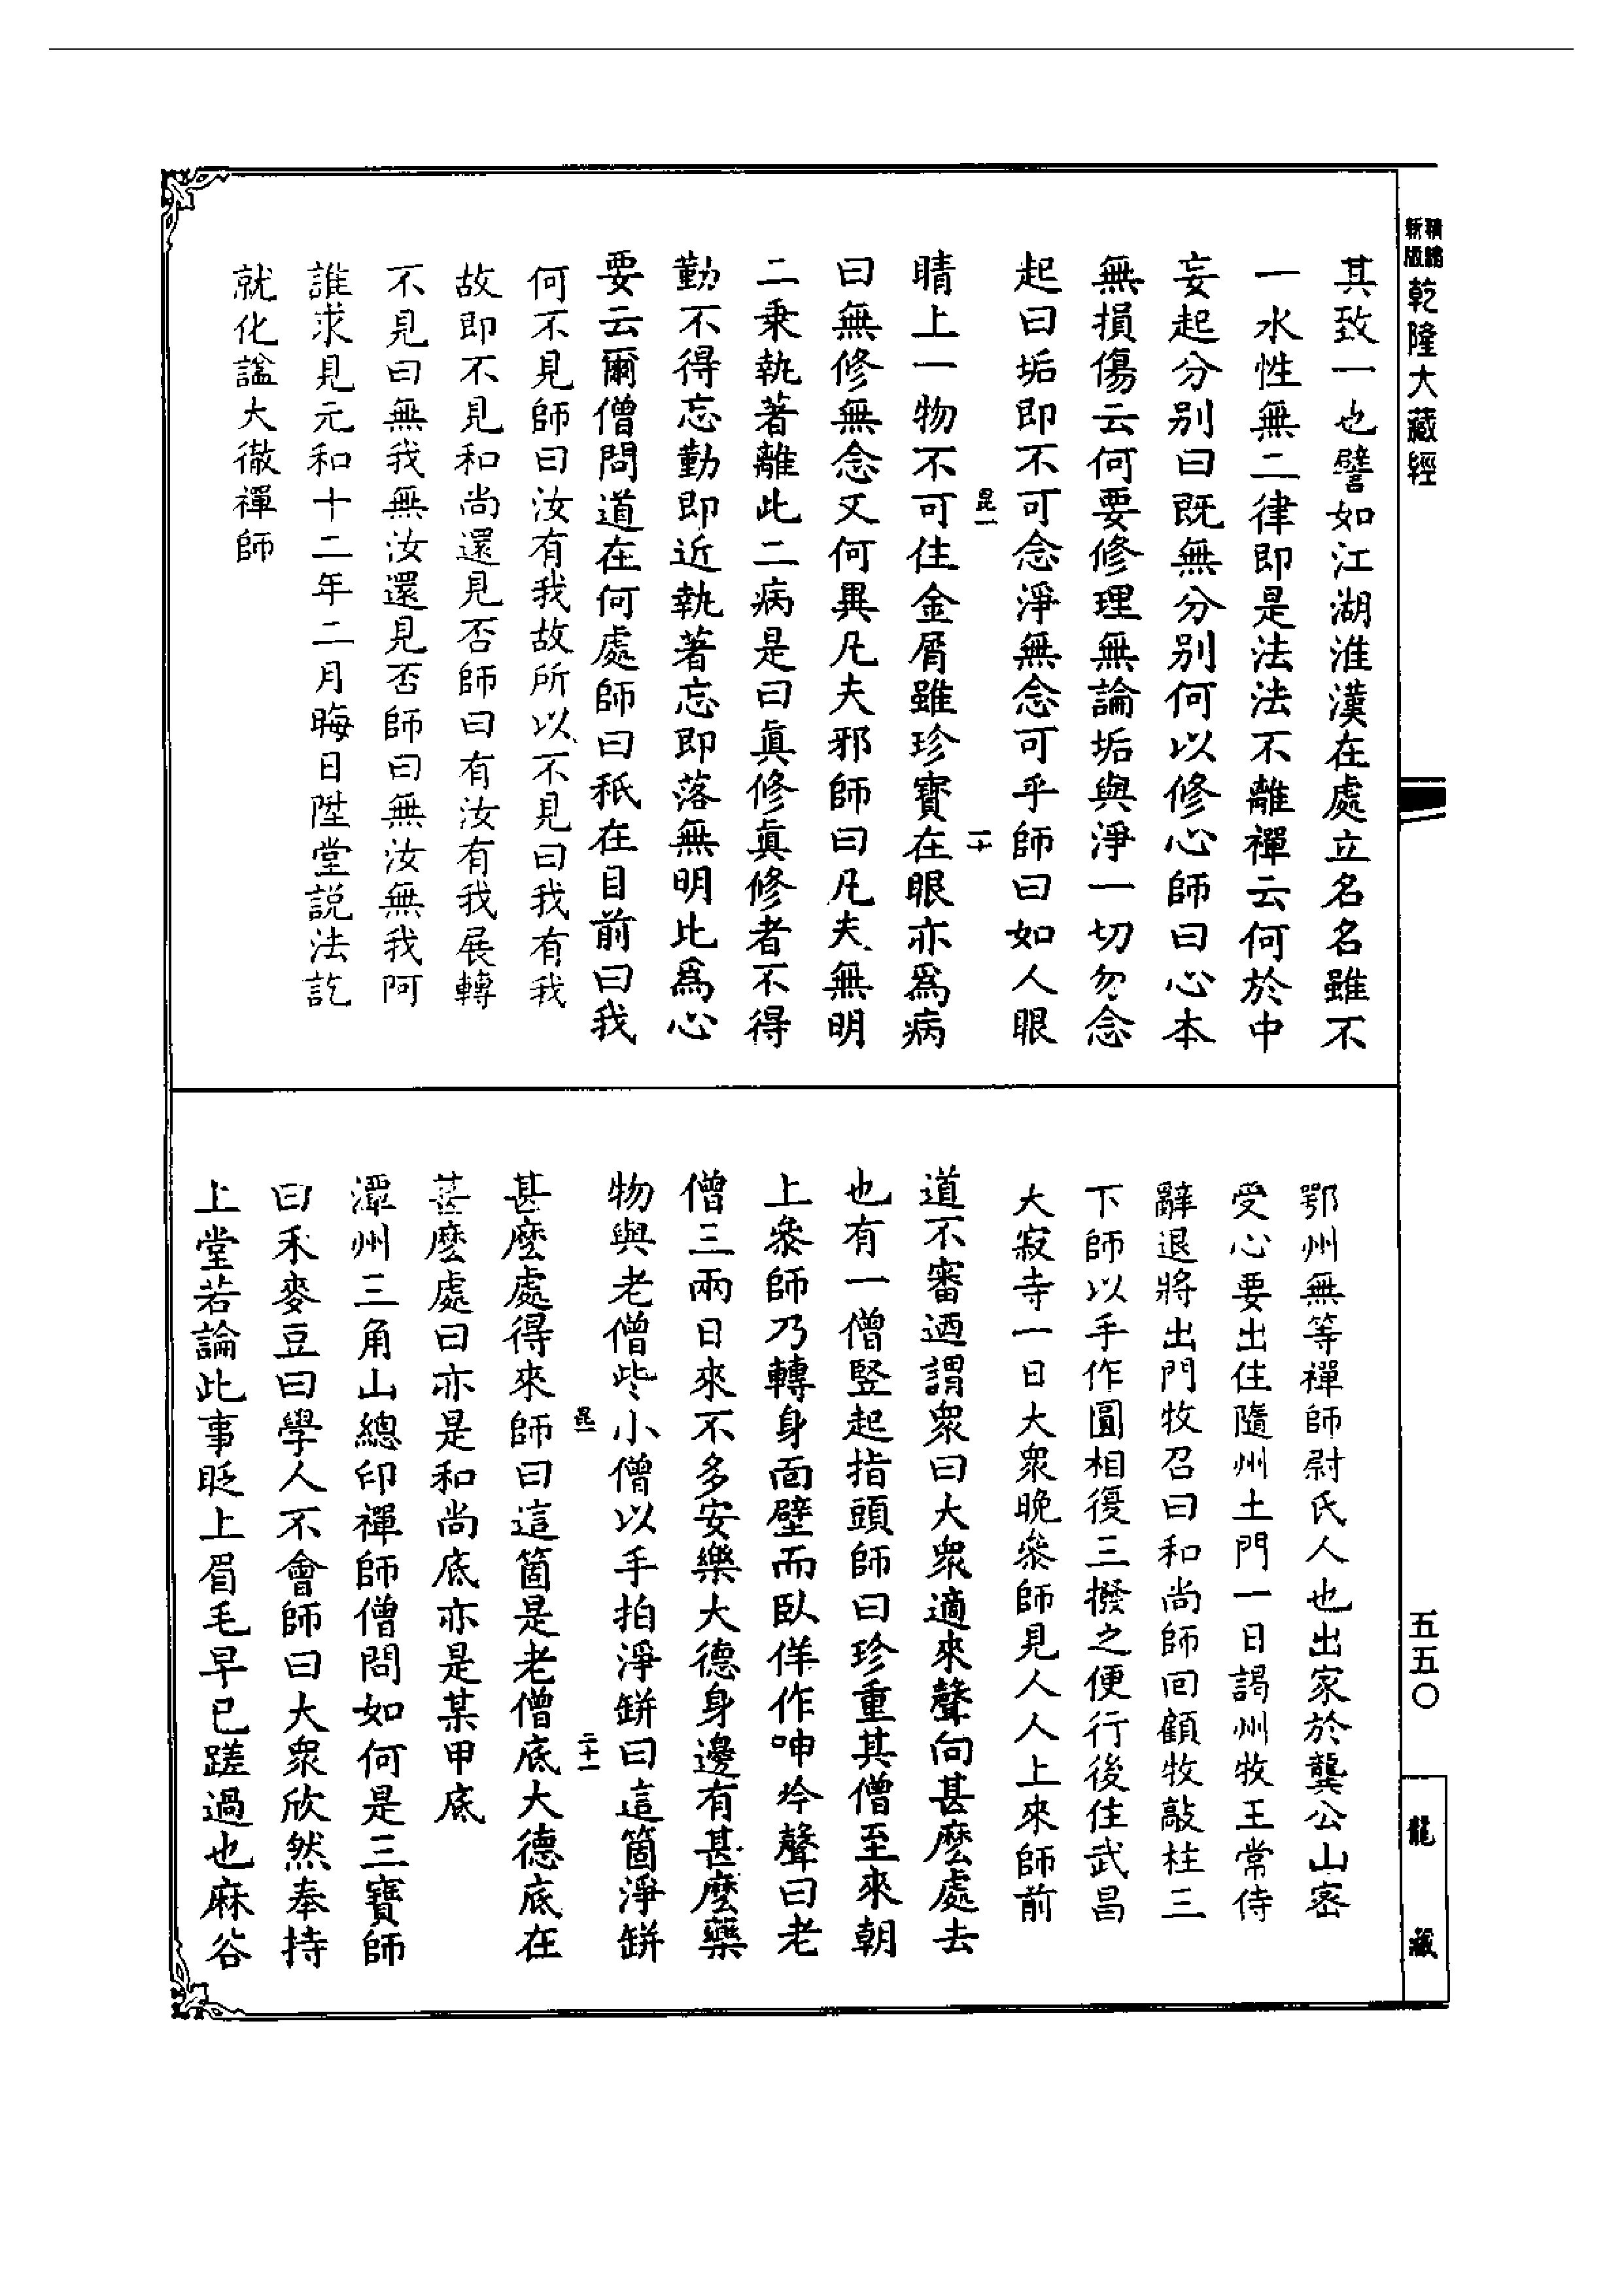 新版 精縮
乾隆大藏經
五五〇
龍藏
其致一也譬如江湖淮漢在處立名名雖不
一水性無二律即是法法不離禪云何於中
妄起分別曰既無分別何以修心師曰心本
無損傷云何要修理無論垢與淨一切勿念
起曰垢即不可念淨無念可乎師曰如人眼
昆一
二十
睛上一物不可住金屑雖珍寶在眼亦爲病
曰無修無念又何異凡夫邪師曰凡夫無明
二乗執著離此二病是曰眞修眞修者不得
勤不得忘勤即近執著忘即落無明此爲心
要云爾僧問道在何處師曰秖在目前曰我
何不見師曰汝有我故所以不見曰我有我
故即不見和尚還見否師曰有汝有我展轉
不見曰無我無汝還見否師曰無汝無我阿
誰求見元和十二年二月晦日陞堂説法訖
就化諡大徹禪師
鄂州無等禪師尉氏人也出家於龔公山密
受心要出住隨州土門一日謁州牧王常侍
辭退將出門牧召曰和尚師回顧牧敲柱三
下師以手作圓相復三撥之便行後住武昌
大寂寺一日大衆晚參師見人人上來師前
道不審迺謂衆曰大衆適來聲向甚麽處去
也有一僧竪起指頭師曰珍重其僧至來朝
上參師乃轉身面壁而臥佯作呻吟聲曰老
僧三兩日來不多安樂大德身邊有甚麽藥
物與老僧些小僧以手拍淨缾曰這箇淨缾
昆一
二十一
甚麽處得來師曰這箇是老僧底大德底在
甚麽處曰亦是和尚底亦是某甲底
潭州三角山總印禪師僧問如何是三寶師
曰禾麥豆曰學人不會師曰大衆欣然奉持
上堂若論此事眨上眉毛早已蹉過也麻谷